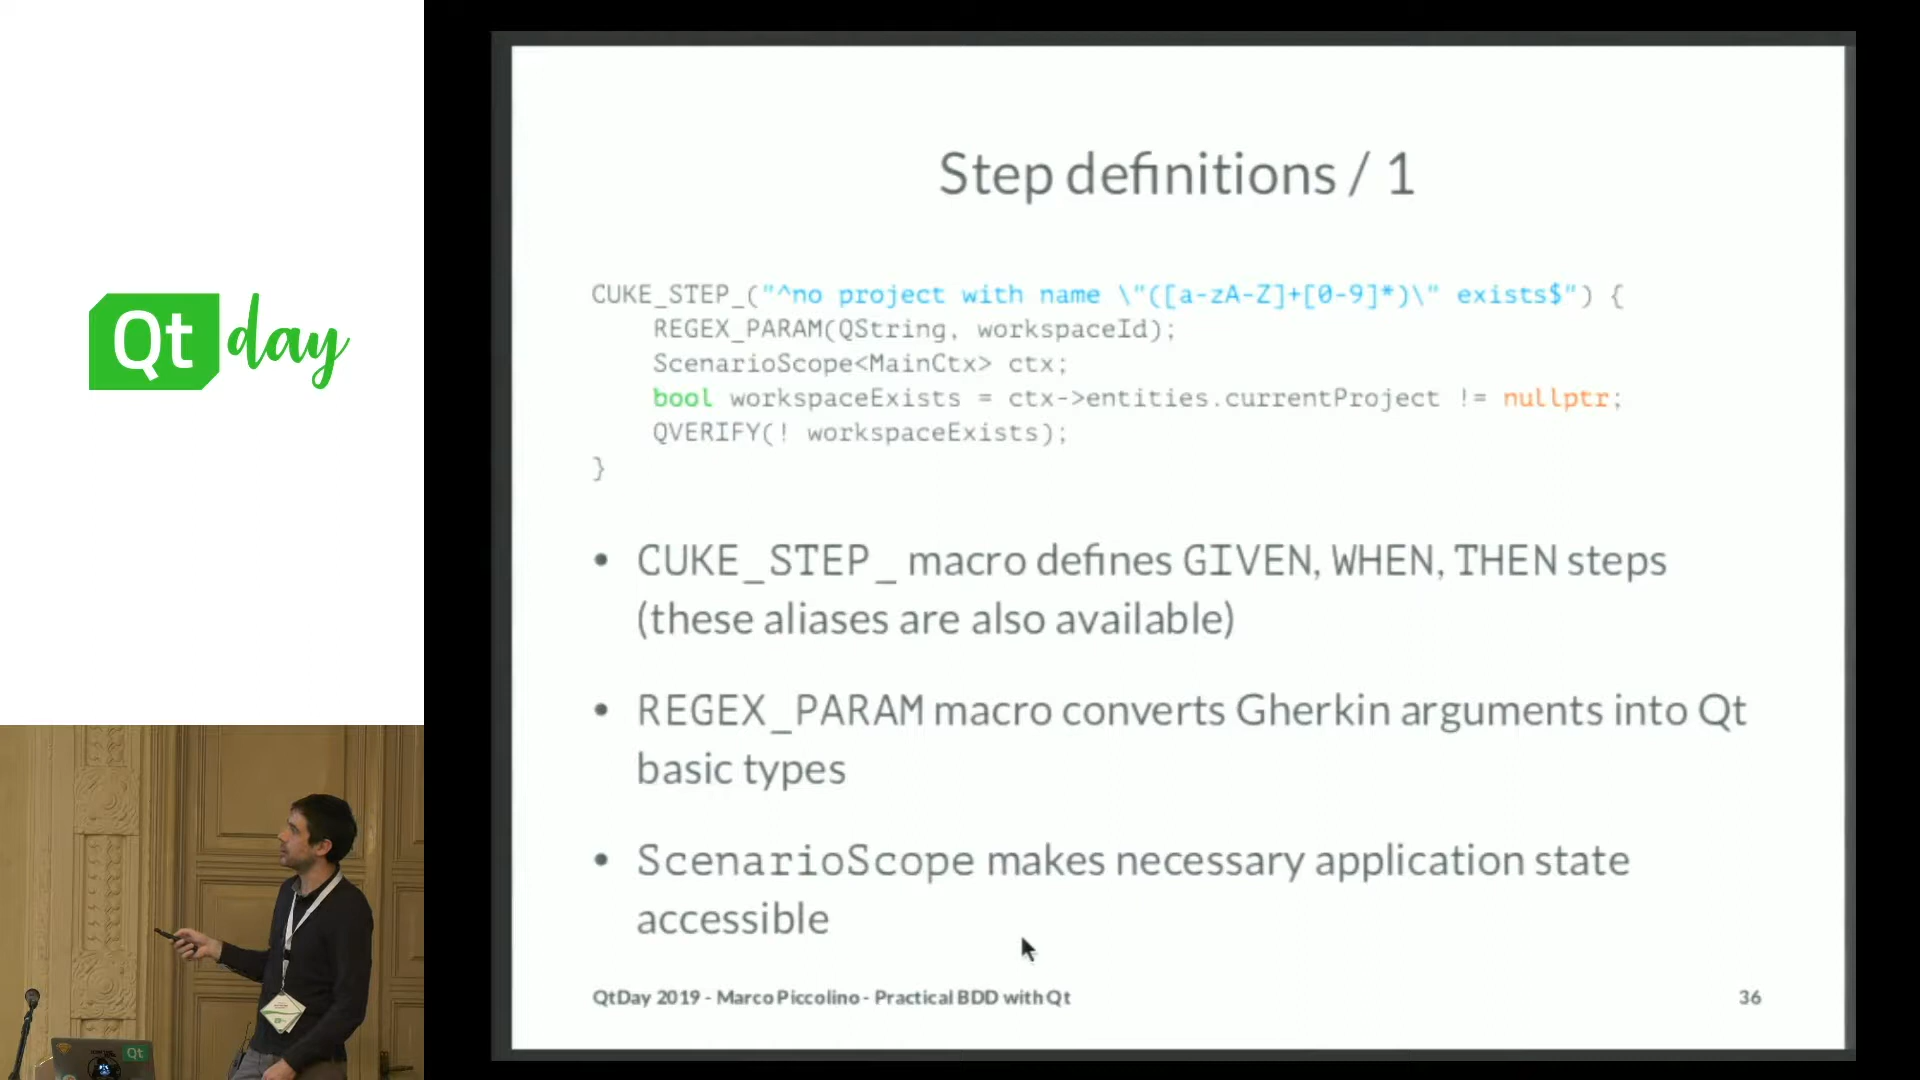 Qt day
Step definitions / 1
CUKE_STEP_("^no project with name \"([a-zA-Z]+[0-9]*)\" exists$") {
REGEX_PARAM(QString, workspaceId);
ScenarioScope<MainCtx> ctx;
bool workspaceExists = ctx->entities.currentProject != nullptr;
QVERIFY(! workspaceExists);
}
• CUKE_STEP_ macro defines GIVEN, WHEN, THEN steps
(these aliases are also available)
• REGEX_PARAM macro converts Gherkin arguments into Qt
basic types
• ScenarioScope makes necessary application state
accessible
QtDay 2019 - Marco Piccolino - Practical BDD with Qt
36
Qt